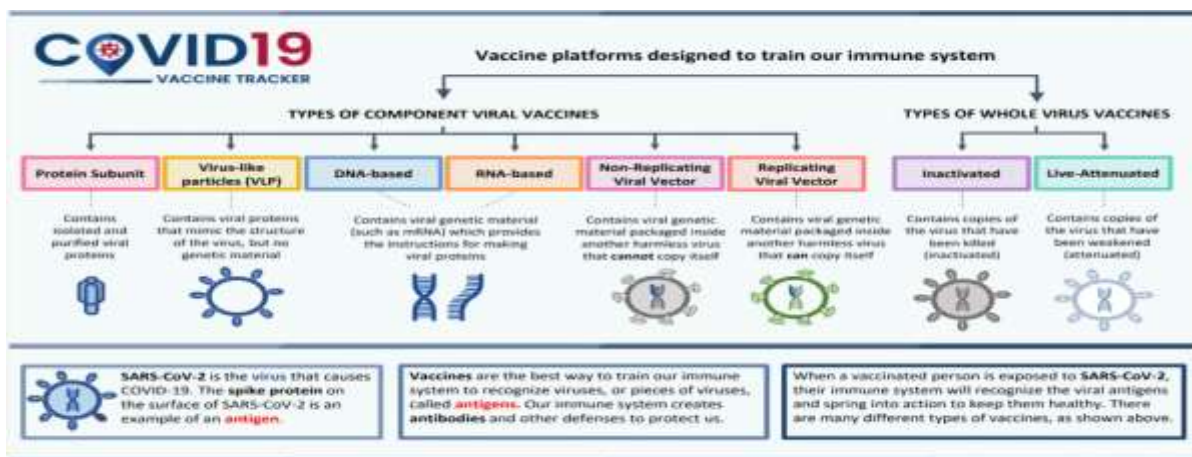 COVID19
VACCINE TRACKER
Vaccine platforms designed to train our immune system
TYPES OF COMPONENT VIRAL VACCINES
TYPES OF WHOLE VIRUS VACCINES
Protein Subunit
Virus-like
particles (VLP)
DNA-based
RNA-based
Non-Replicating
Viral Vector
Replicating
Viral Vector
Inactivated
Live-Attenuated
Contains
isolated and
purified viral
proteins
Contains viral proteins
that mimic the structure
of the virus, but no
genetic material
Contains viral genetic material
(such as mRNA) which provides
the instructions for making
viral proteins
Contains viral genetic
material packaged inside
another harmless virus
that cannot copy itself
Contains viral genetic
material packaged inside
another harmless virus
that can copy itself
Contains copies of
the virus that have
been killed
(inactivated)
Contains copies of
the virus that have
been weakened
(attenuated)
SARS-CoV-2 is the virus that causes
COVID-19. The spike protein on
the surface of SARS-CoV-2 is an
example of an antigen.
Vaccines are the best way to train our immune
system to recognize viruses, or pieces of viruses,
called antigens. Our immune system creates
antibodies and other defenses to protect us.
When a vaccinated person is exposed to SARS-CoV-2,
their immune system will recognize the viral antigens
and spring into action to keep them healthy. There
are many different types of vaccines, as shown above.